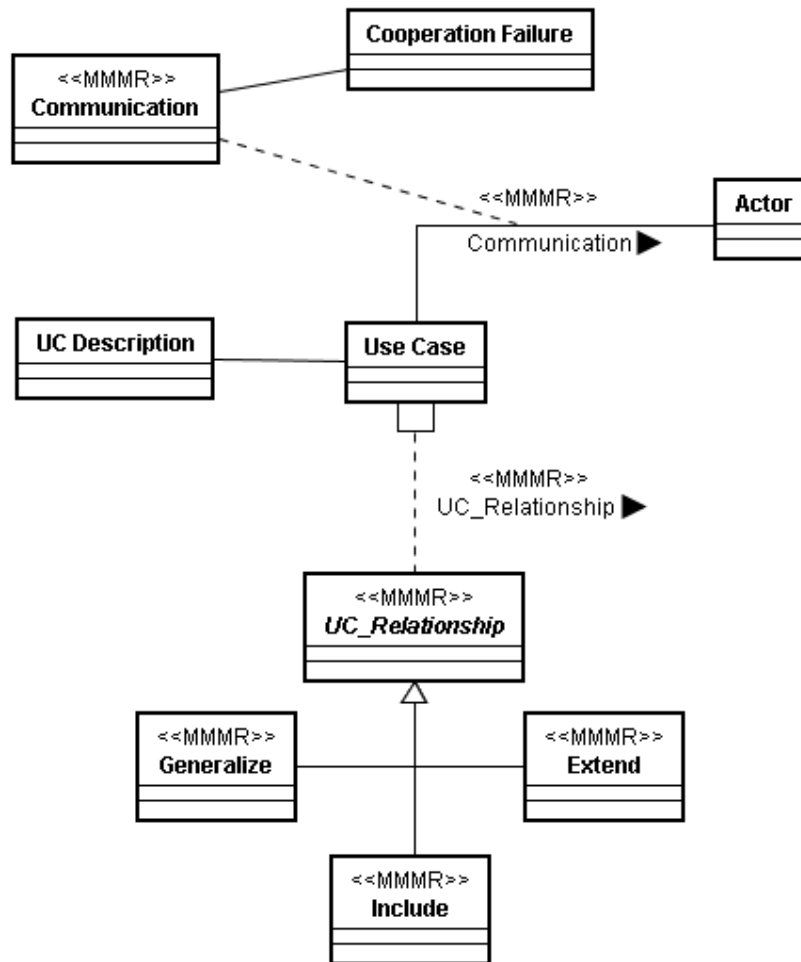 Cooperation Failure
<<MMMR>>
Communication
<<MMMR>>
Communication ▶
Actor
UC Description
Use Case
<<MMMR>>
UC_Relationship ▶
<<MMMR>>
UC_Relationship
<<MMMR>>
Generalize
<<MMMR>>
Extend
<<MMMR>>
Include